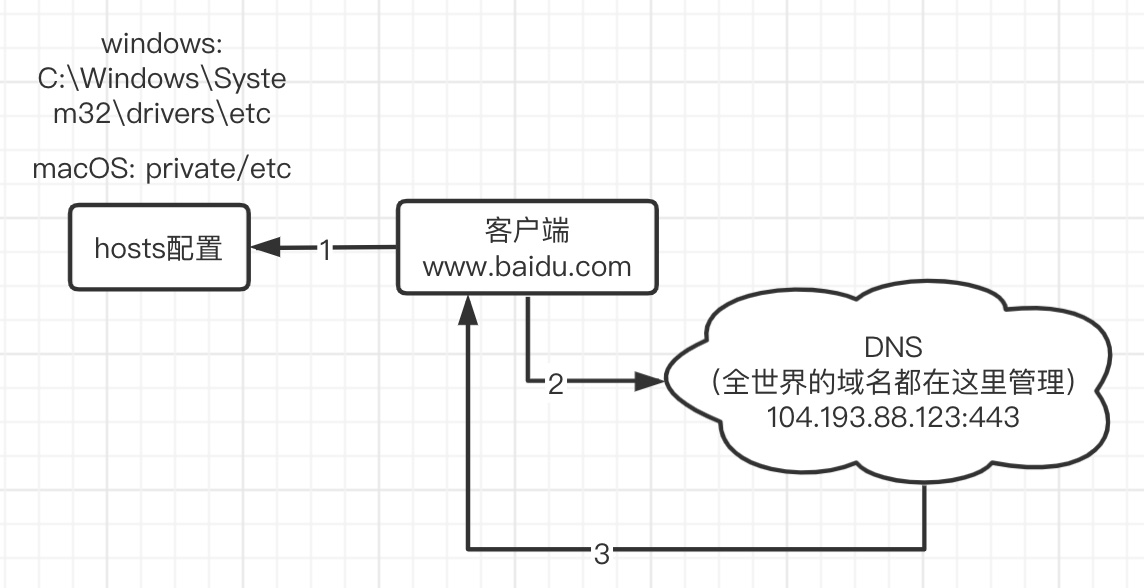 windows:
C:\Windows\Syste
m32\drivers\etc
macOS: private/etc
hosts配置
1
客户端
www.baidu.com
2
DNS
（全世界的域名都在这里管理）
104.193.88.123:443
3